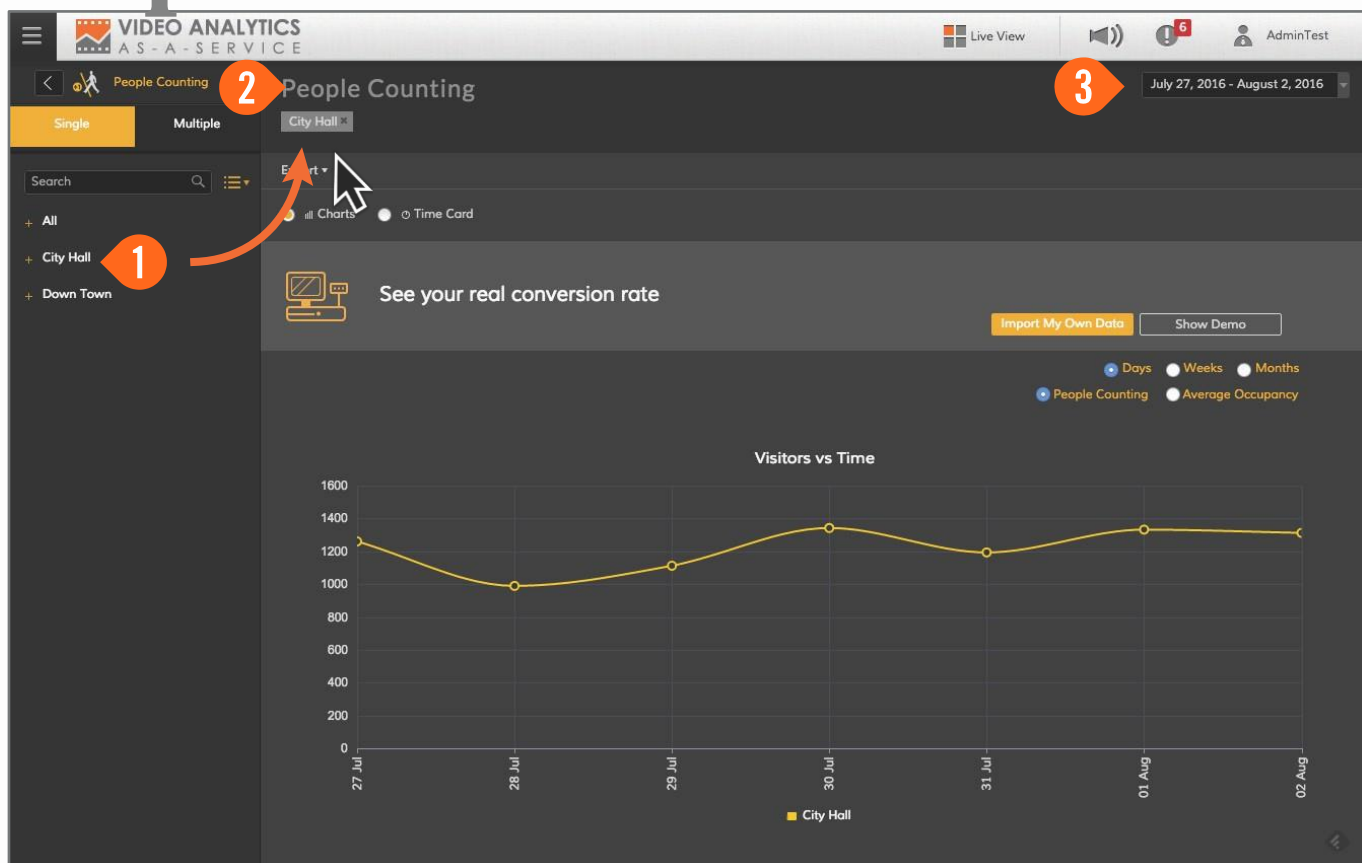 VIDEO ANALYTICS
AS-A-SERVICE
Live View
6
AdminTest
People Counting
2
People Counting
3
July 27, 2016 - August 2, 2016
Single
Multiple
City Hall ×
Search
Charts
Time Card
+ All
+ City Hall
1
+ Down Town
See your real conversion rate
Import My Own Data
Show Demo
Days
Weeks
Months
People Counting
Average Occupancy
Visitors vs Time
1600
1400
1200
1000
800
600
400
200
0
27 Jul
28 Jul
29 Jul
30 Jul
31 Jul
01 Aug
02 Aug
City Hall